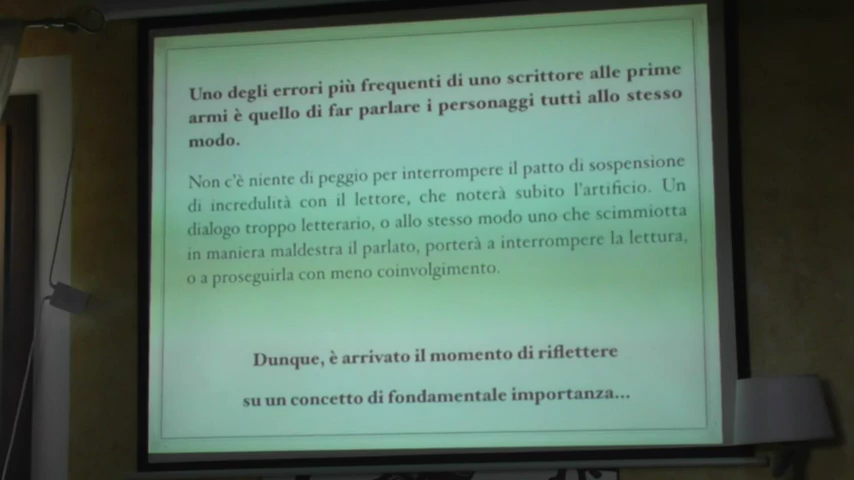 Uno degli errori più frequenti di uno scrittore alle prime
armi è quello di far parlare i personaggi tutti allo stesso
modo.
Non c'è niente di peggio per interrompere il patto di sospensione
di incredulità con il lettore, che noterà subito l'artificio. Un
dialogo troppo letterario, o allo stesso modo uno che scimmiotta
in maniera maldestra il parlato, porterà a interrompere la lettura,
o a proseguirla con meno coinvolgimento.
Dunque, è arrivato il momento di riflettere
su un concetto di fondamentale importanza...